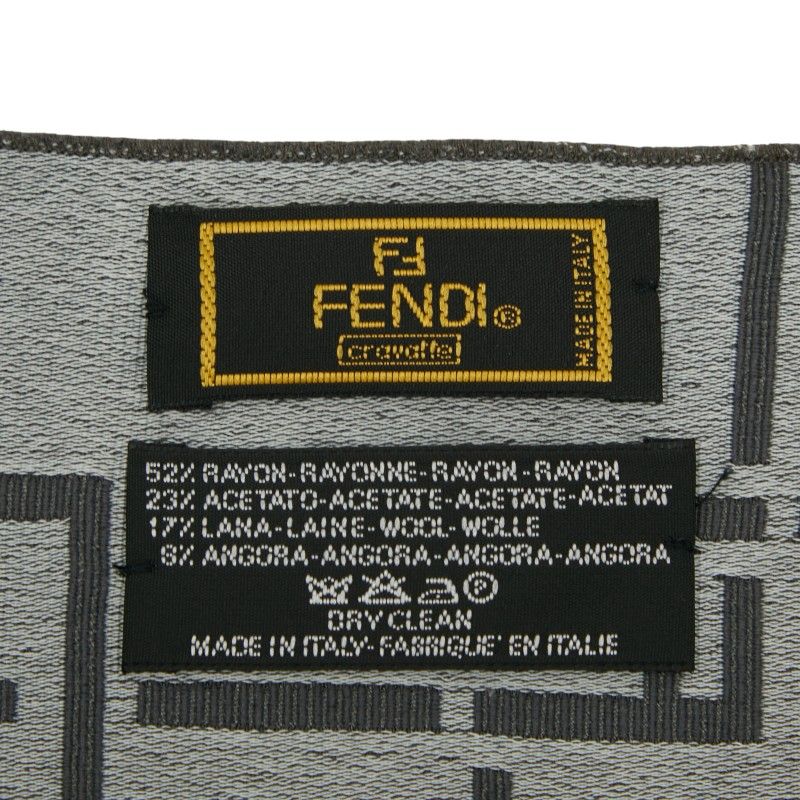 FF
FENDI®
cravatte
MADE IN ITALY
52% RAYON-RAYONNE-RAYON-RAYON
23% ACETATO-ACETATE-ACETATE-ACETAT
17% LANA-LAINE-WOOL-WOLLE
8% ANGORA-ANGORA-ANGORA-ANGORA
P
DRY CLEAN
MADE IN ITALY-FABRIQUE' EN ITALIE